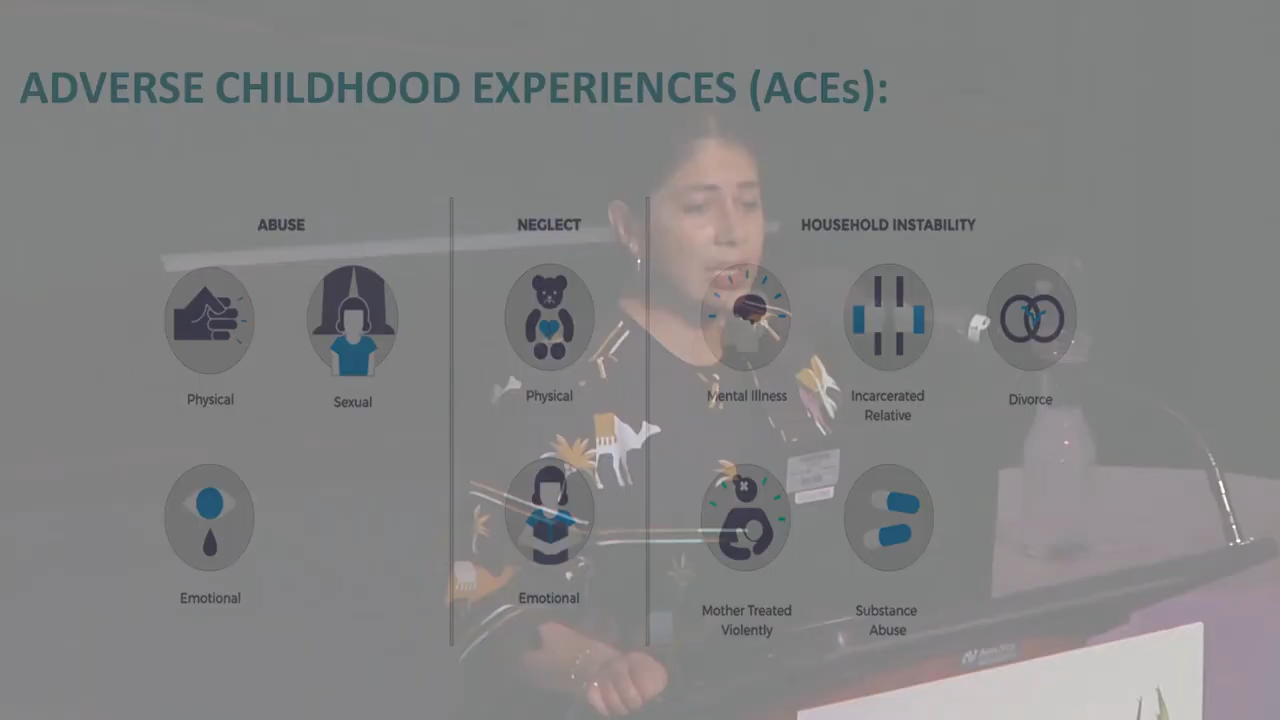 ADVERSE CHILDHOOD EXPERIENCES (ACEs):
ABUSE
NEGLECT
HOUSEHOLD INSTABILITY
Physical
Sexual
Physical
Mental Illness
Incarcerated
Relative
Divorce
Emotional
Emotional
Mother Treated
Violently
Substance
Abuse